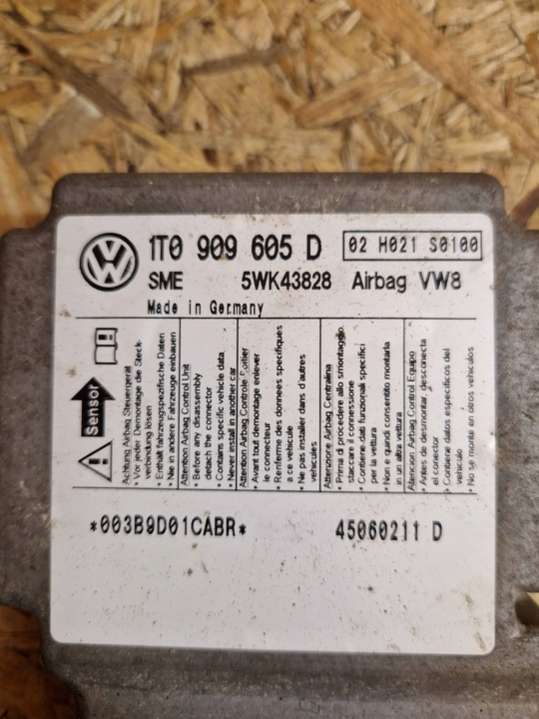 1T0 909 605 D
02 H021 S0100
SME 5WK43828 Airbag VW8
Made in Germany
Sensor
Achtung Airbag Steuergerät
• Vor jeder Demontage die Steck-
verbindung lösen
• Enthält fahrzeugspezifische Daten
• Nie in andere Fahrzeuge einbauen
Attention Airbag Control Unit
• Before any disassembly
detach the connector
• Contains specific vehicle data
• Never install in another car
Attention Airbag Controle Boîtier
• Avant tout demontage enlever
le connecteur
• Renferme des données spécifiques
a ce vehicule
• Ne pas installer dans d'autres
vehicules
Attenzione Airbag Centralina
• Prima di procedere allo smontaggio,
staccare il connessione
• Contiene dati funzionali specifici
per la vettura
• Non e quindi consentito montarla
in un altra vettura
Atencion Airbag Control Equipo
• Antes de desmontar, desconecta
el conector
• Contiene datos especificos del
vehiculo
• No se monta en otros vehiculos
*003B9D01CABR* 45060211 D